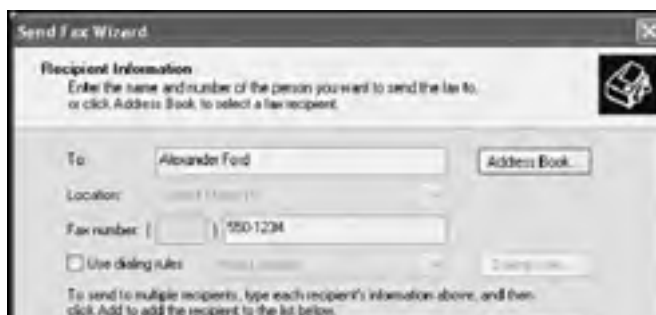 Send Fax Wizard
Recipient Information
Enter the name and number of the person you want to send the fax to,
or click Address Book to select a fax recipient.
To: Alexander Ford Address Book...
Location:
Fax number: ( ) 550-1234
Use dialing rules
To send to multiple recipients, type each recipient's information above, and then
click Add to add the recipient to the list below.